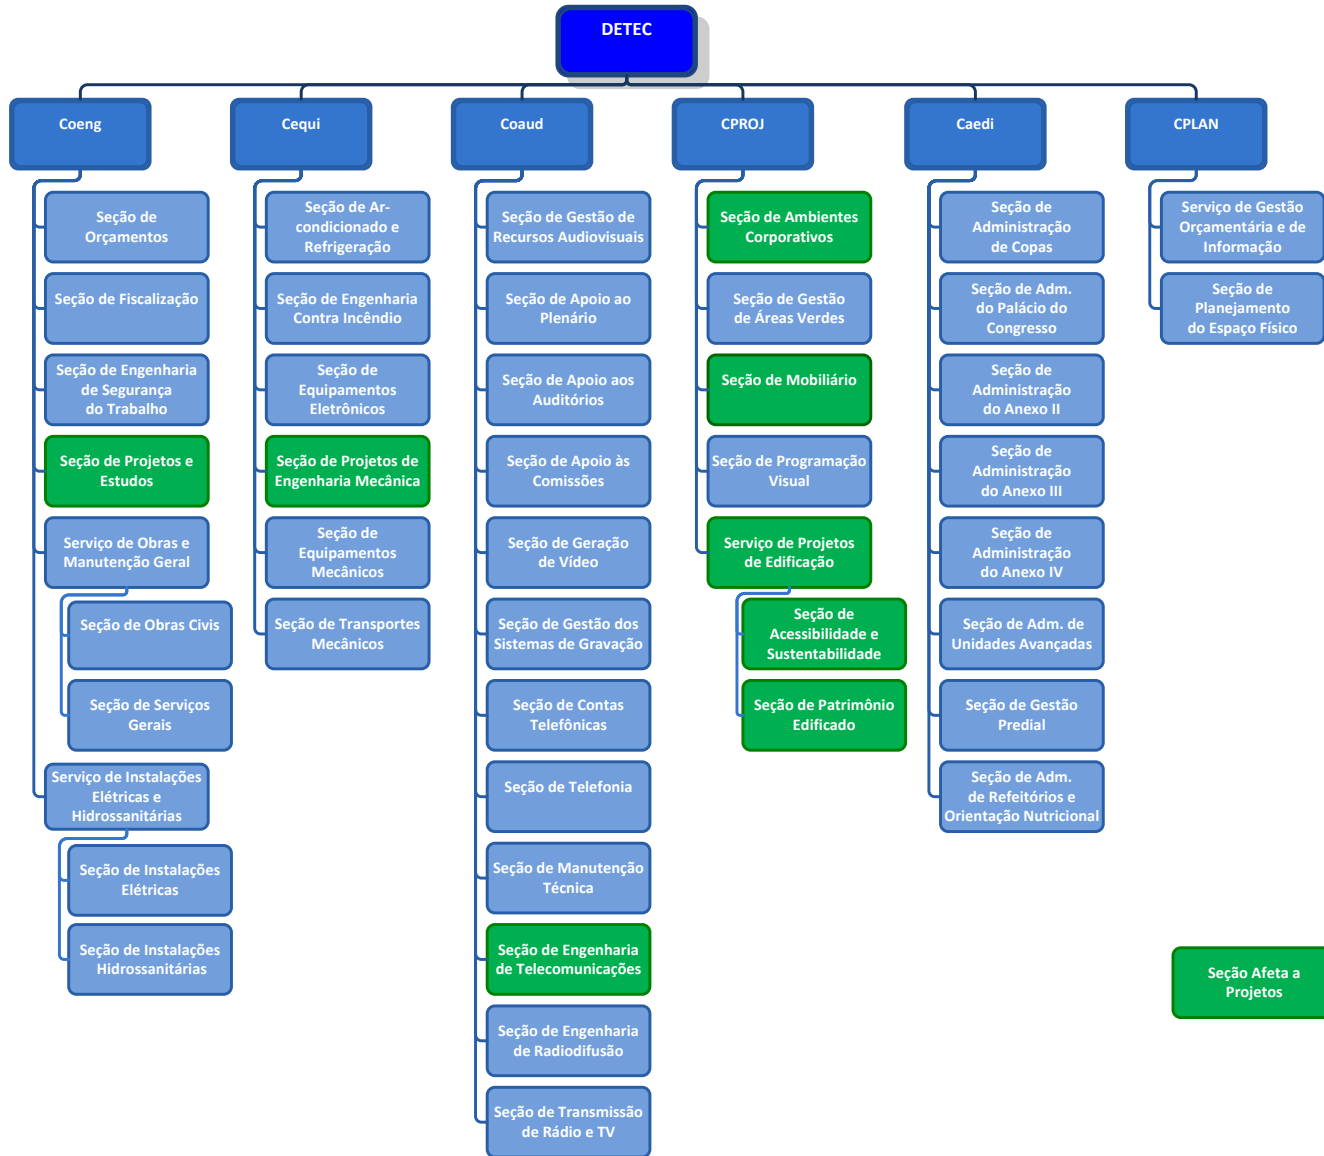 DETEC
Coeng
Cequi
Coaud
CPROJ
Caedi
CPLAN
Seção de
Orçamentos
Seção de Fiscalização
Seção de Engenharia
de Segurança
do Trabalho
Seção de Projetos e
Estudos
Serviço de Obras e
Manutenção Geral
Seção de Obras Civis
Seção de Serviços
Gerais
Serviço de Instalações
Elétricas e
Hidrossanitárias
Seção de Instalações
Elétricas
Seção de Instalações
Hidrossanitárias
Seção de Ar-
condicionado e
Refrigeração
Seção de Engenharia
Contra Incêndio
Seção de
Equipamentos
Eletrônicos
Seção de Projetos de
Engenharia Mecânica
Seção de
Equipamentos
Mecânicos
Seção de Transportes
Mecânicos
Seção de Gestão de
Recursos Audiovisuais
Seção de Apoio ao
Plenário
Seção de Apoio aos
Auditórios
Seção de Apoio às
Comissões
Seção de Geração
de Vídeo
Seção de Gestão dos
Sistemas de Gravação
Seção de Contas
Telefônicas
Seção de Telefonia
Seção de Manutenção
Técnica
Seção de Engenharia
de Telecomunicações
Seção de Engenharia
de Radiodifusão
Seção de Transmissão
de Rádio e TV
Seção de Ambientes
Corporativos
Seção de Gestão
de Áreas Verdes
Seção de Mobiliário
Seção de Programação
Visual
Serviço de Projetos
de Edificação
Seção de
Acessibilidade e
Sustentabilidade
Seção de Patrimônio
Edificado
Seção de
Administração
de Copas
Seção de Adm.
do Palácio do
Congresso
Seção de
Administração
do Anexo II
Seção de
Administração
do Anexo III
Seção de
Administração
do Anexo IV
Seção de Adm. de
Unidades Avançadas
Seção de Gestão
Predial
Seção de Adm.
de Refeitórios e
Orientação Nutricional
Serviço de Gestão
Orçamentária e de
Informação
Seção de
Planejamento
do Espaço Físico
Seção Afeta a
Projetos